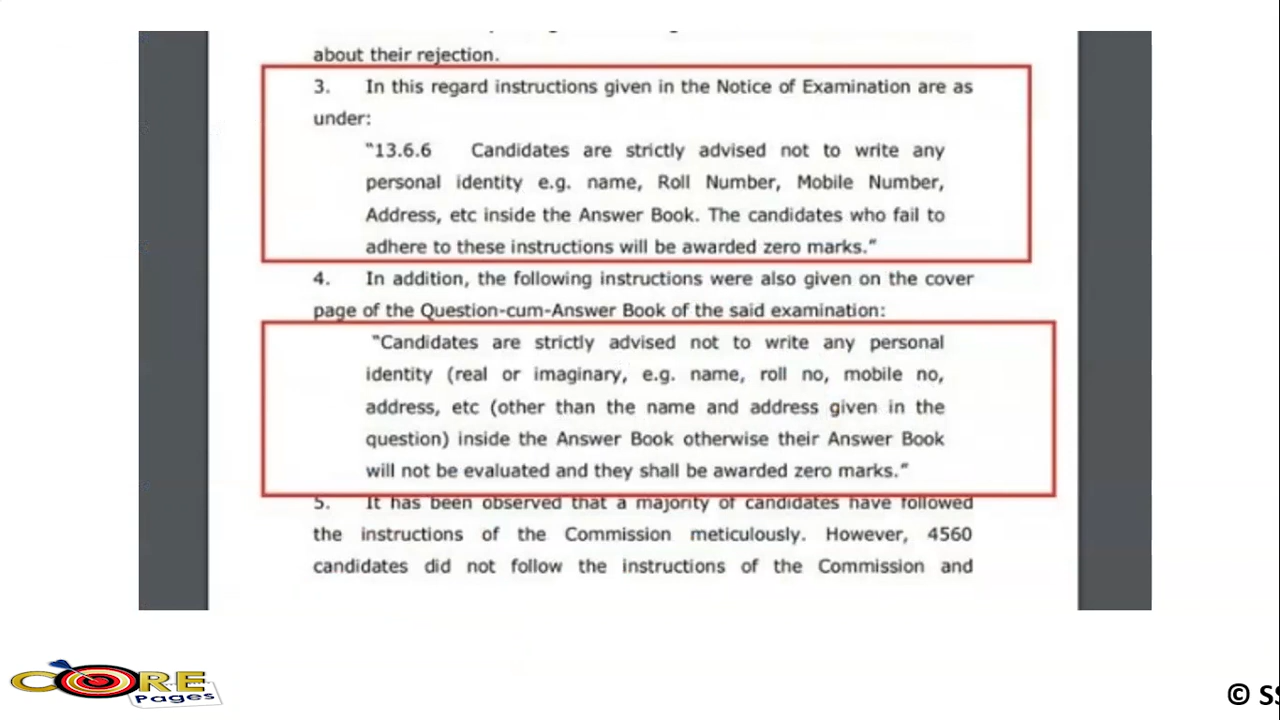 about their rejection.
3. In this regard instructions given in the Notice of Examination are as
under:
"13.6.6 Candidates are strictly advised not to write any
personal identity e.g. name, Roll Number, Mobile Number,
Address, etc inside the Answer Book. The candidates who fail to
adhere to these instructions will be awarded zero marks."
4. In addition, the following instructions were also given on the cover
page of the Question-cum-Answer Book of the said examination:
"Candidates are strictly advised not to write any personal
identity (real or imaginary, e.g. name, roll no, mobile no,
address, etc (other than the name and address given in the
question) inside the Answer Book otherwise their Answer Book
will not be evaluated and they shall be awarded zero marks."
5. It has been observed that a majority of candidates have followed
the instructions of the Commission meticulously. However, 4560
candidates did not follow the instructions of the Commission and
CORE
Pages
©